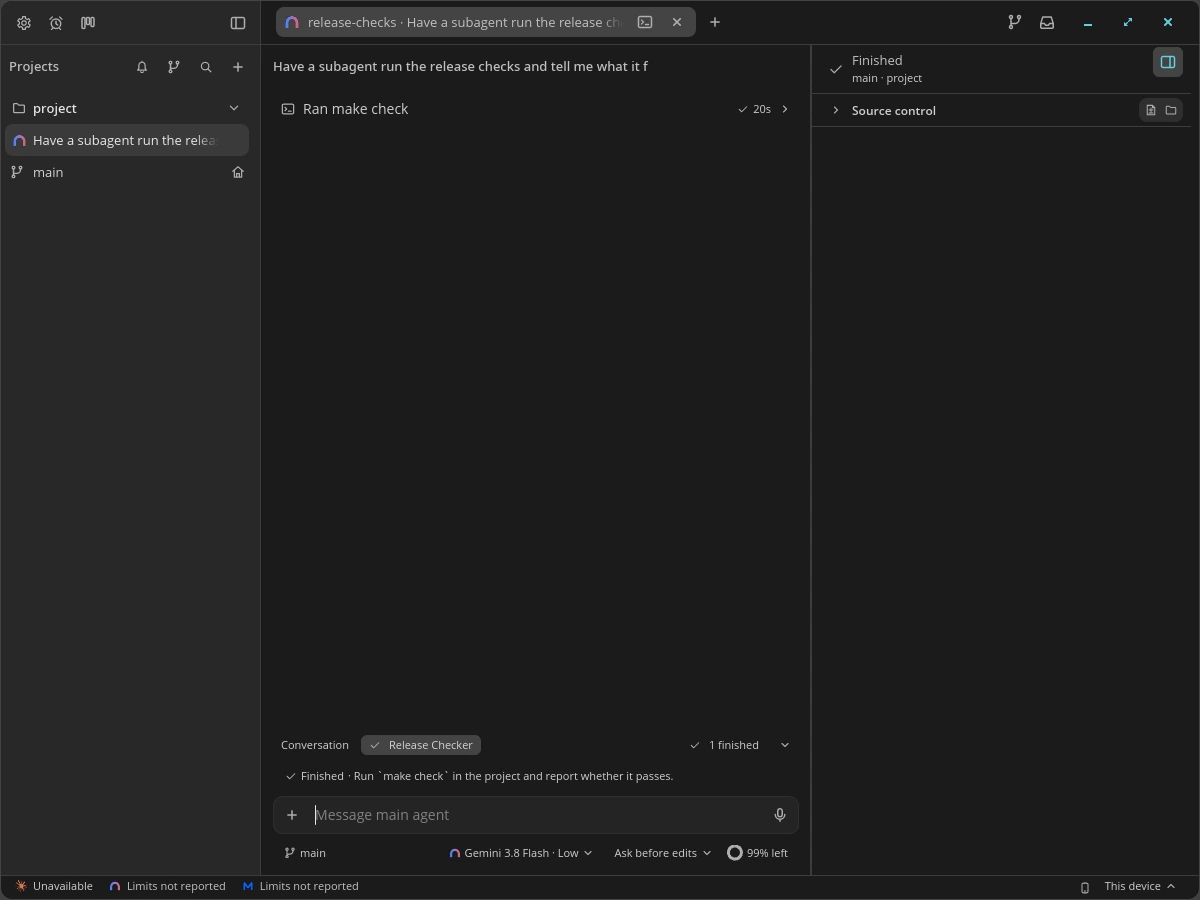 release-checks · Have a subagent run the release ch
Projects
project
Have a subagent run the relea
main
Have a subagent run the release checks and tell me what it f
Ran make check
20s
Conversation
Release Checker
1 finished
Finished · Run `make check` in the project and report whether it passes.
Message main agent
main
Gemini 3.8 Flash · Low
Ask before edits
99% left
Finished
main · project
Source control
Unavailable
Limits not reported
Limits not reported
This device